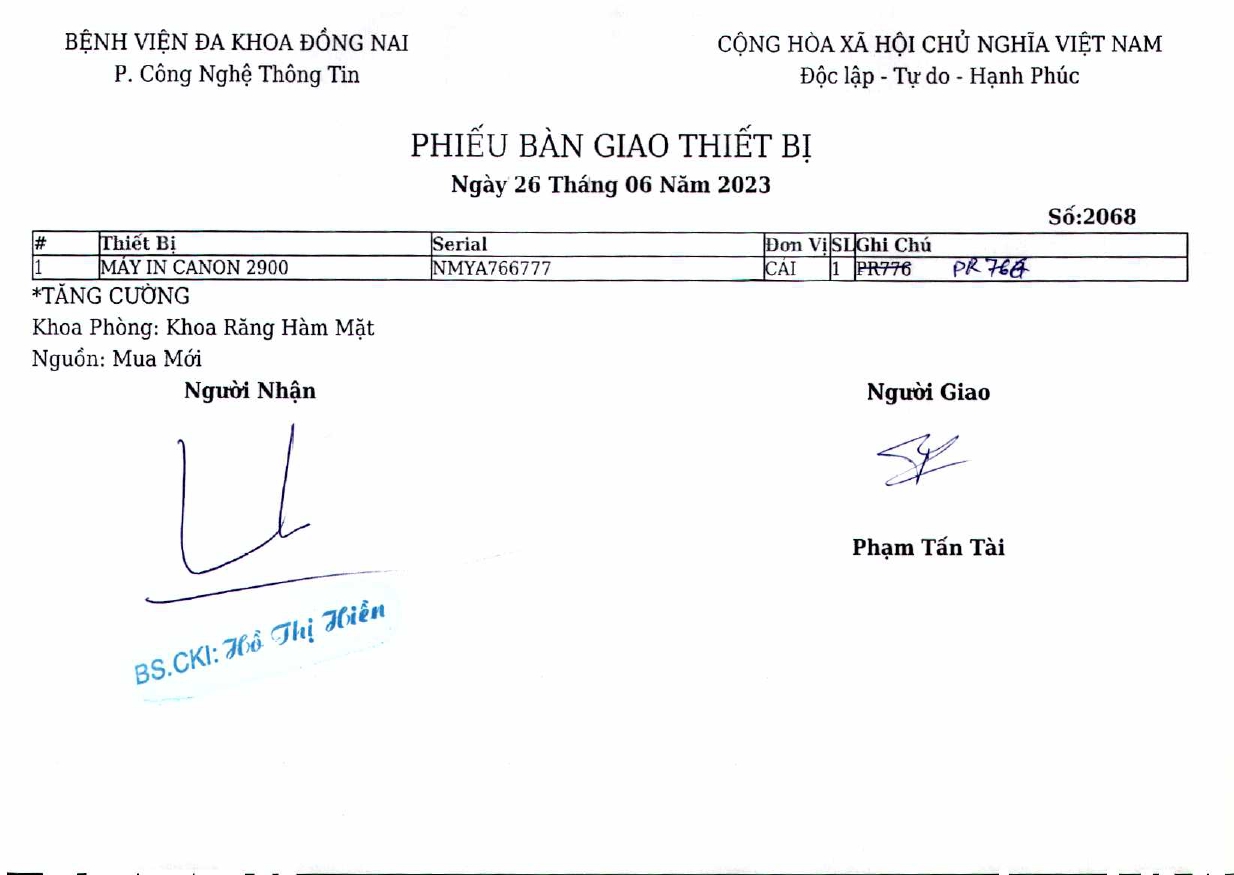 BỆNH VIỆN ĐA KHOA ĐỒNG NAI
CỘNG HÒA XÃ HỘI CHỦ NGHĨA VIỆT NAM
P. Công Nghệ Thông Tin
Độc lập - Tự do - Hạnh Phúc
PHIẾU BÀN GIAO THIẾT BỊ
Ngày 26 Tháng 06 Năm 2023
Số:2068
# Thiết Bị Serial Đơn Vị SL Ghi Chú
1 MÁY IN CANON 2900 NMYA766777 CÁI 1 PR776
*TĂNG CƯỜNG
Khoa Phòng: Khoa Răng Hàm Mặt
Nguồn: Mua Mới
Người Nhận
Người Giao
Phạm Tấn Tài
BS.CKI: Hồ Thị Hiền